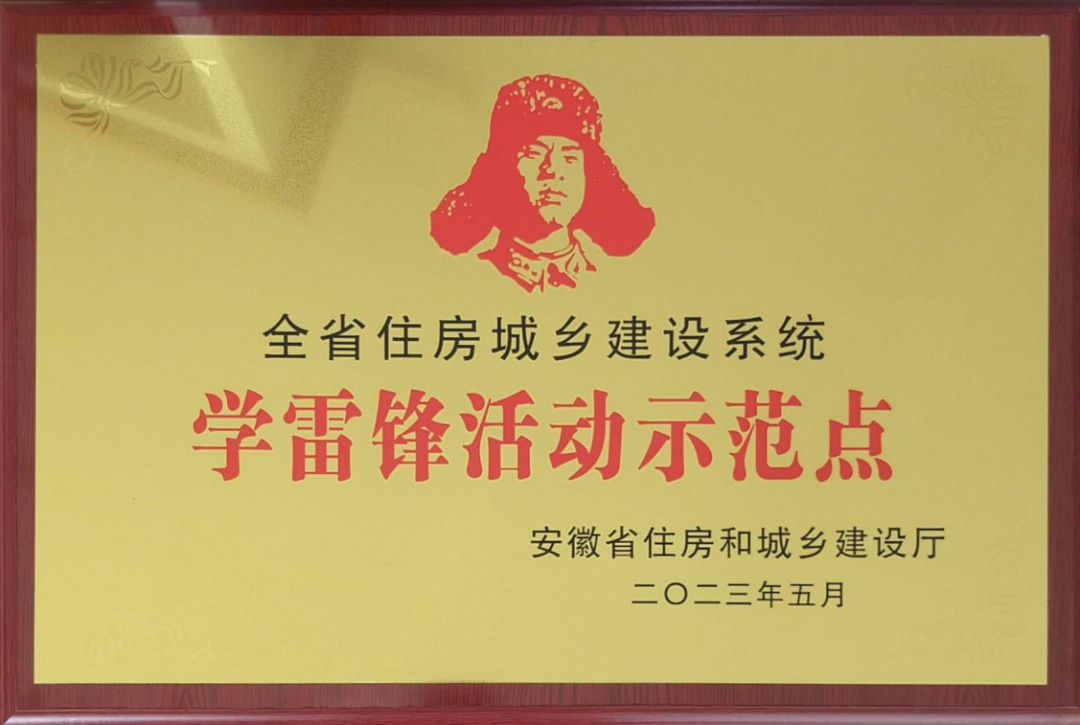 全省住房城乡建设系统
学雷锋活动示范点
安徽省住房和城乡建设厅
二〇二三年五月